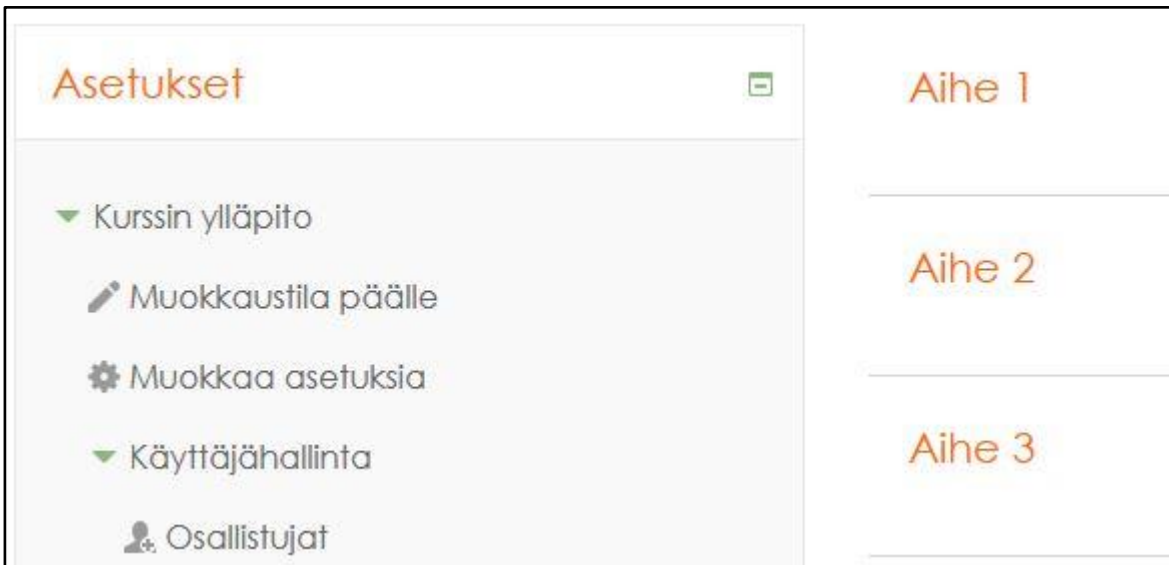 Asetukset
Kurssin ylläpito
Muokkaustila päälle
Muokkaa asetuksia
Käyttäjähallinta
Osallistujat
Aihe 1
Aihe 2
Aihe 3